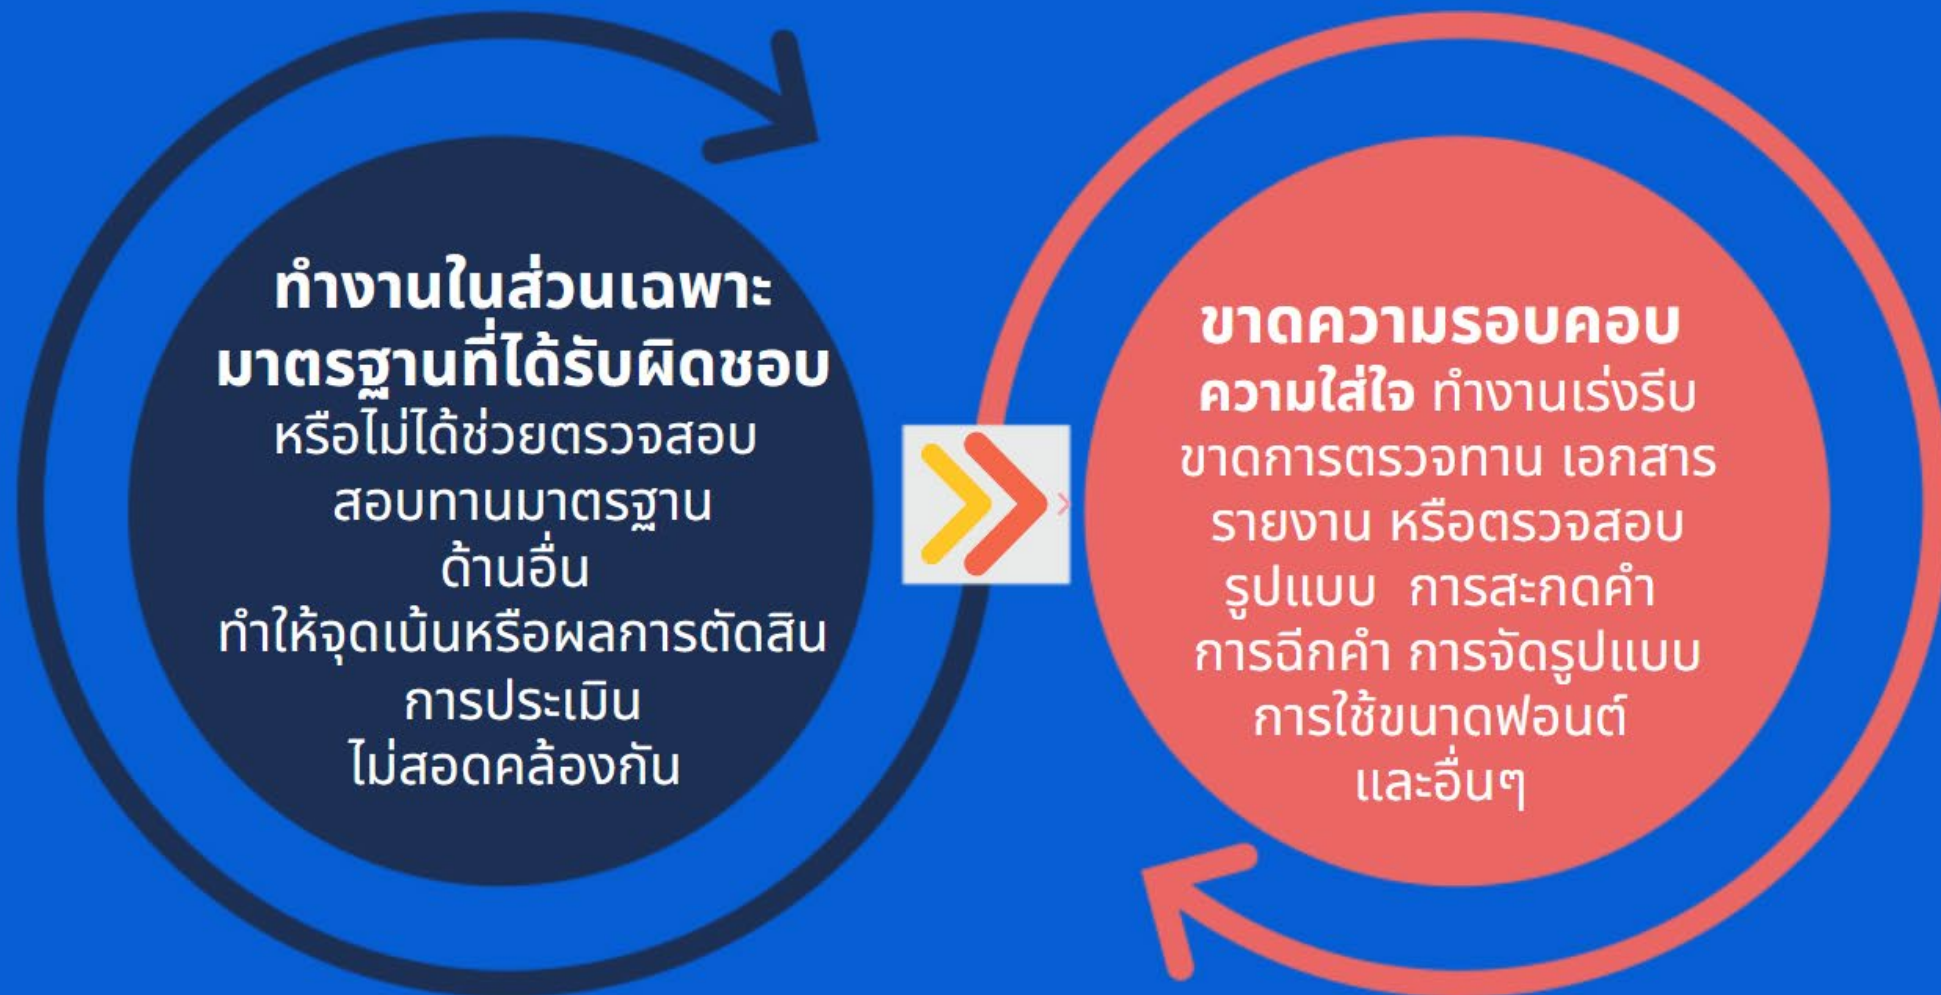 ทำงานในส่วนเฉพาะ
มาตรฐานที่ได้รับผิดชอบ
หรือไม่ได้ช่วยตรวจสอบ
สอบทานมาตรฐาน
ด้านอื่น
ทำให้จุดเน้นหรือผลการตัดสิน
การประเมิน
ไม่สอดคล้องกัน
ขาดความรอบคอบ
ความใส่ใจ ทำงานเร่งรีบ
ขาดการตรวจทาน เอกสาร
รายงาน หรือตรวจสอบ
รูปแบบ การสะกดคำ
การฉีกคำ การจัดรูปแบบ
การใช้ขนาดฟอนต์
และอื่นๆ